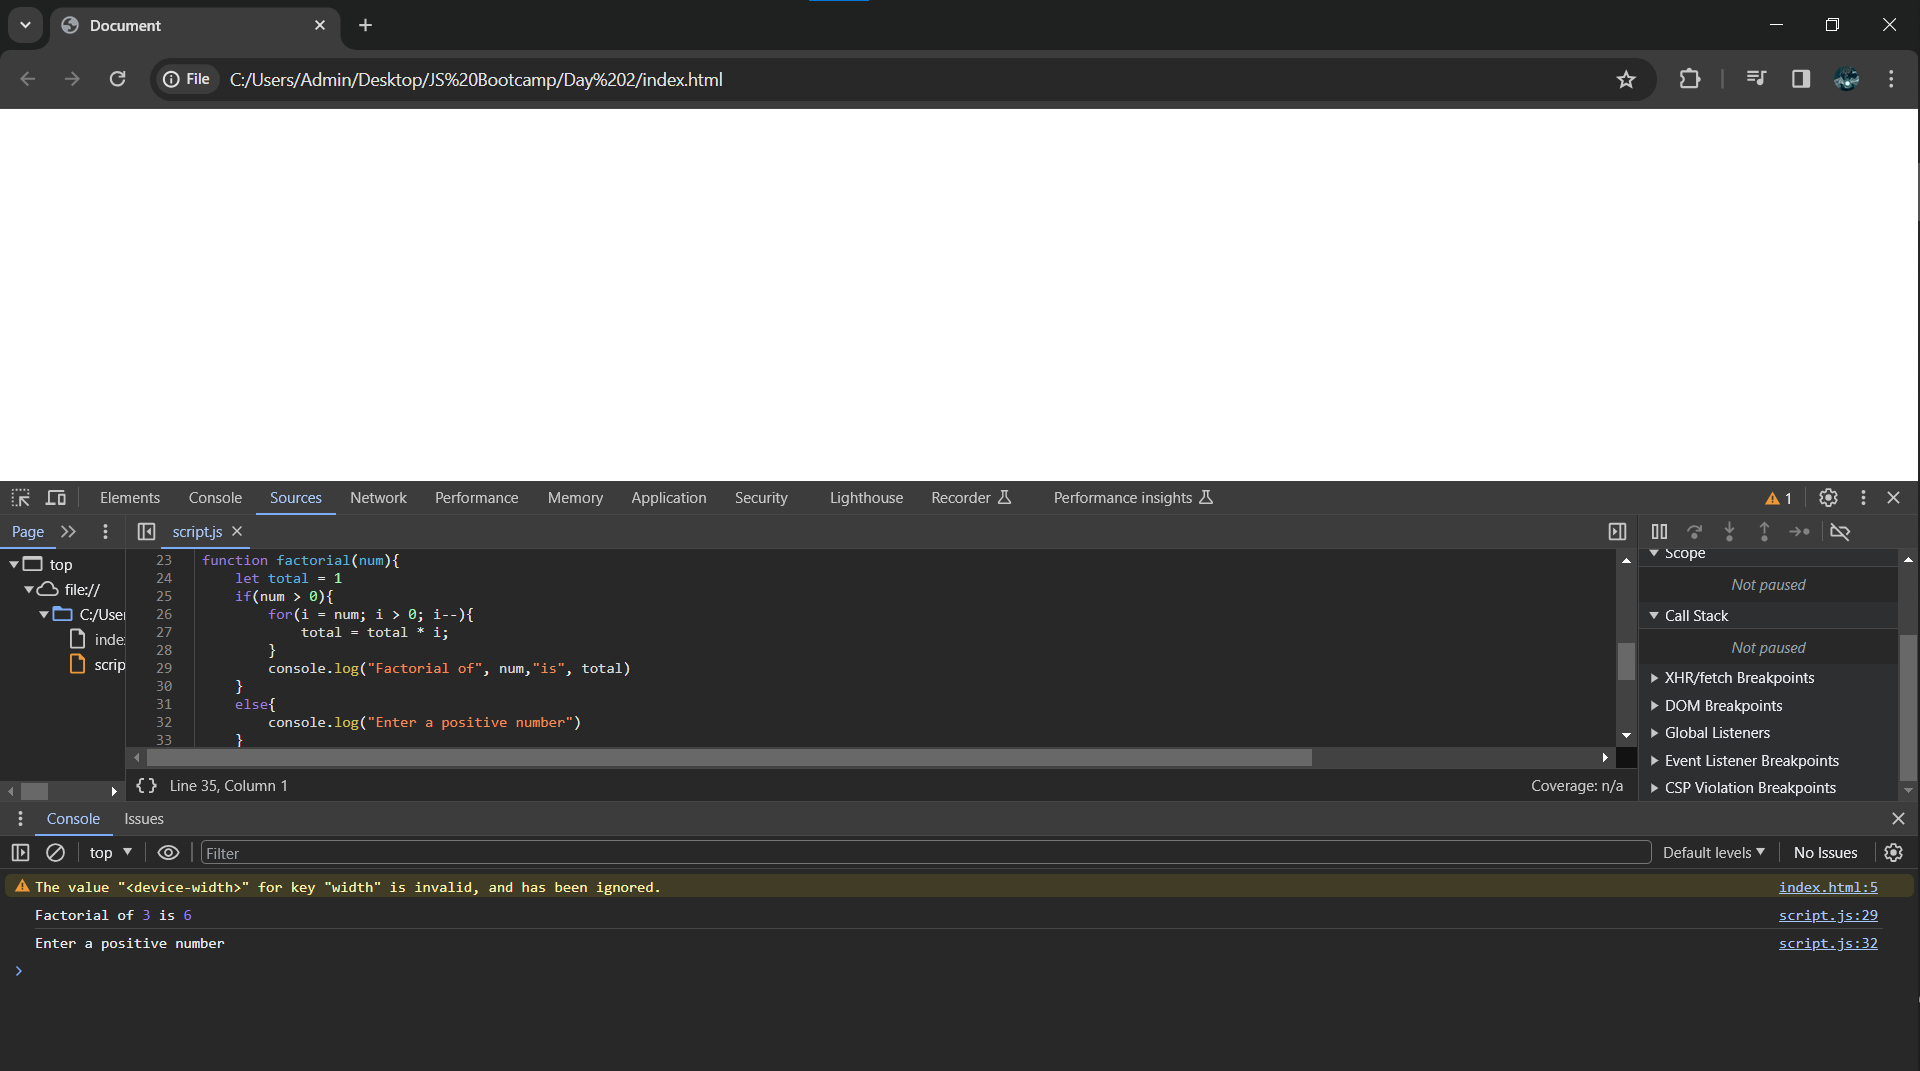 Document
File
C:/Users/Admin/Desktop/JS%20Bootcamp/Day%202/index.html
Elements
Console
Sources
Network
Performance
Memory
Application
Security
Lighthouse
Recorder
Performance insights
1
Page
script.js
top
file://
C:/User
inde
scrip
23 function factorial(num){
24 let total = 1
25 if(num > 0){
26 for(i = num; i > 0; i--){
27 total = total * i;
28 }
29 console.log("Factorial of", num,"is", total)
30 }
31 else{
32 console.log("Enter a positive number")
33 }
{ } Line 35, Column 1
Coverage: n/a
Scope
Not paused
Call Stack
Not paused
XHR/fetch Breakpoints
DOM Breakpoints
Global Listeners
Event Listener Breakpoints
CSP Violation Breakpoints
Console
Issues
top
Filter
Default levels
No Issues
The value "<device-width>" for key "width" is invalid, and has been ignored.
index.html:5
Factorial of 3 is 6
script.js:29
Enter a positive number
script.js:32